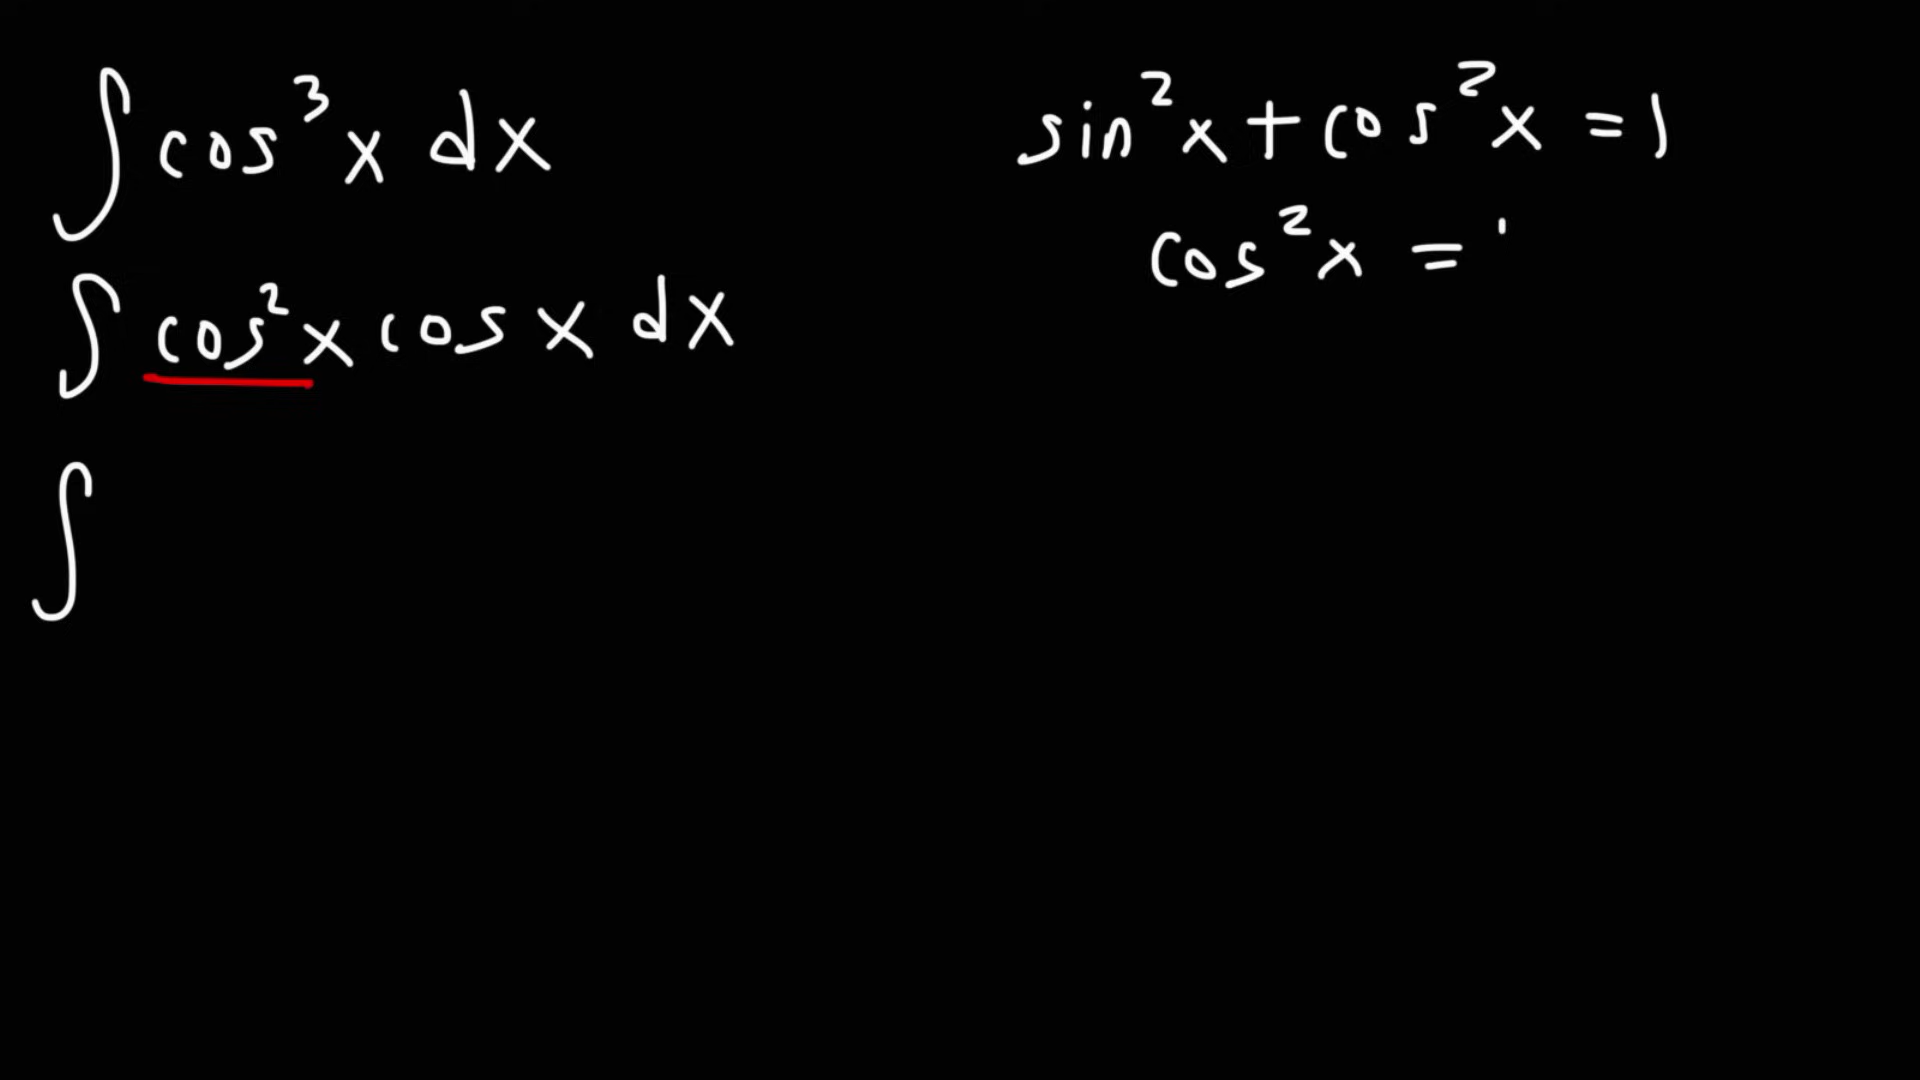 ∫ cos³x dx
∫ cos²x cos x dx
∫
sin²x + cos²x = 1
cos²x =